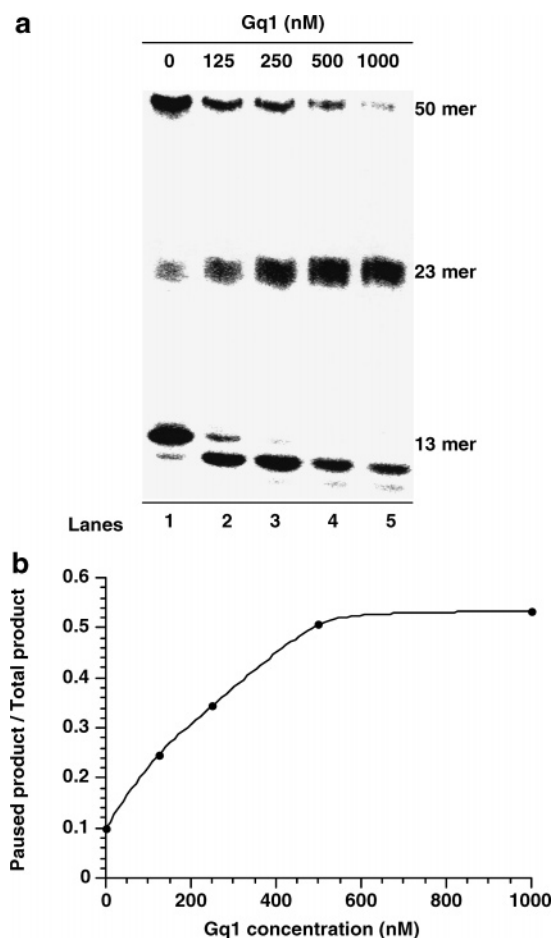 a
Gq1 (nM)
0 125 250 500 1000
50 mer
23 mer
13 mer
Lanes 1 2 3 4 5
b
Paused product / Total product
0.6
0.5
0.4
0.3
0.2
0.1
0
0 200 400 600 800 1000
Gq1 concentration (nM)